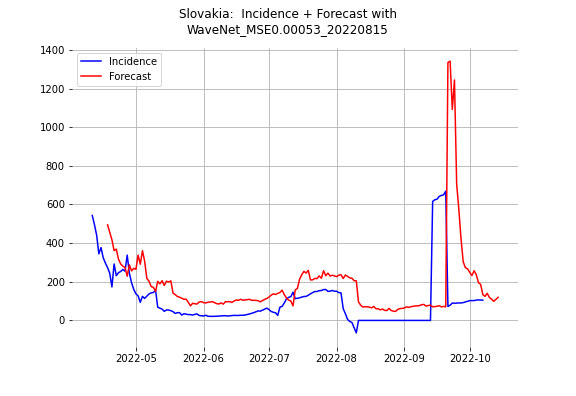 Slovakia:  Incidence + Forecast with
WaveNet_MSE0.00053_20220815
Incidence
Forecast
1400
1200
1000
800
600
400
200
0
2022-05 2022-06 2022-07 2022-08 2022-09 2022-10